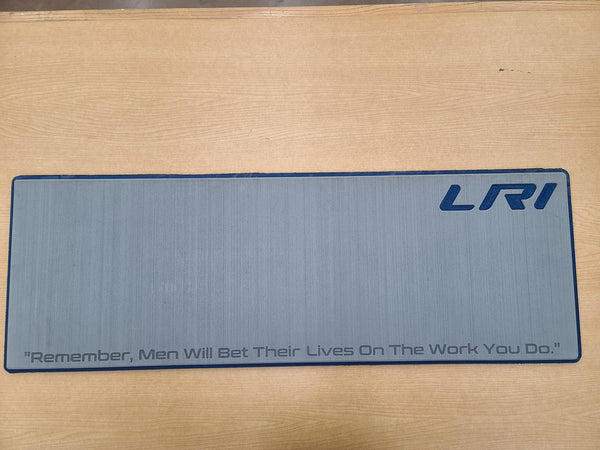 LRI
"Remember, Men Will Bet Their Lives On The Work You Do."